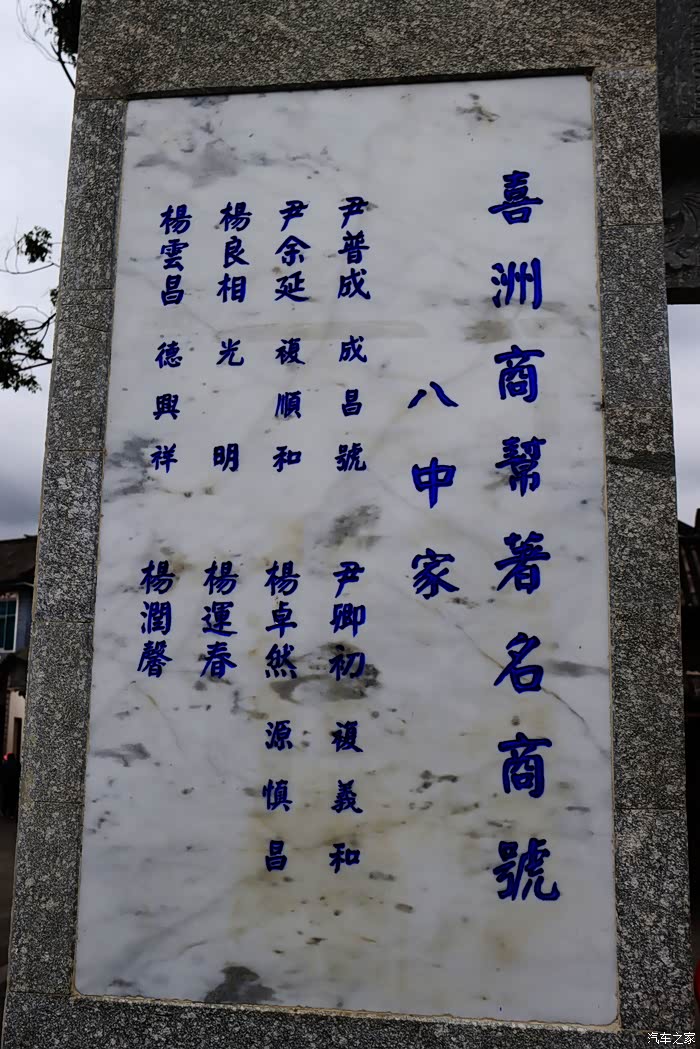 喜洲商幫著名商號
八中家
尹普成 成昌號
尹余延 複順和
楊良相 光明
楊雲昌 德興祥
尹卿初 複義和
楊卓然 源慎昌
楊運春
楊潤馨
汽车之家